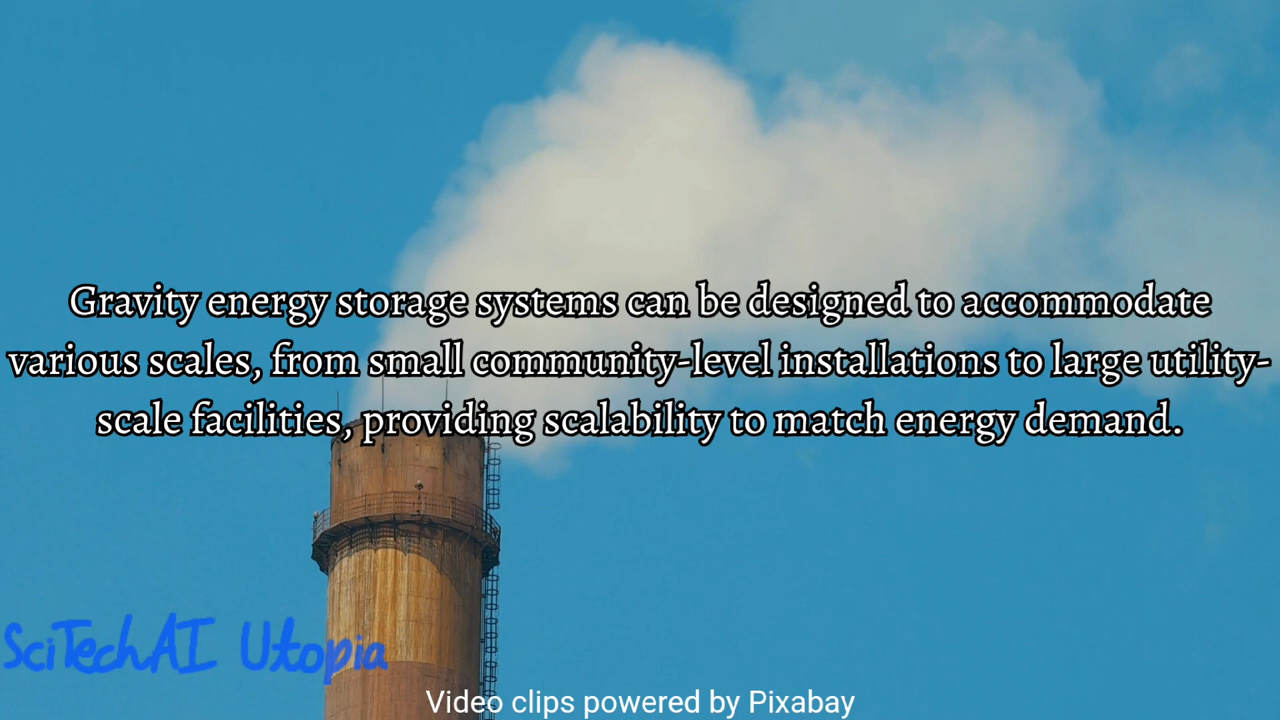 Gravity energy storage systems can be designed to accommodate
various scales, from small community-level installations to large utility-
scale facilities, providing scalability to match energy demand.
SciTechAI Utopia
Video clips powered by Pixabay